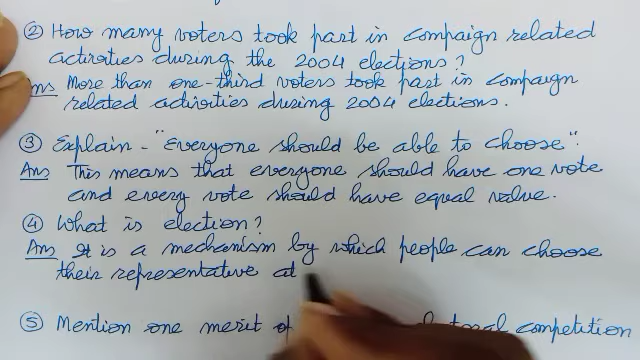 ② How many voters took part in campaign related
activities during the 2004 elections?
Ans More than one-third voters took part in campaign
related activities during 2004 elections.
③ Explain - "Everyone should be able to choose".
Ans This means that everyone should have one vote
and every vote should have equal value.
④ What is election?
Ans It is a mechanism by which people can choose
their representative at
⑤ Mention one merit of competition